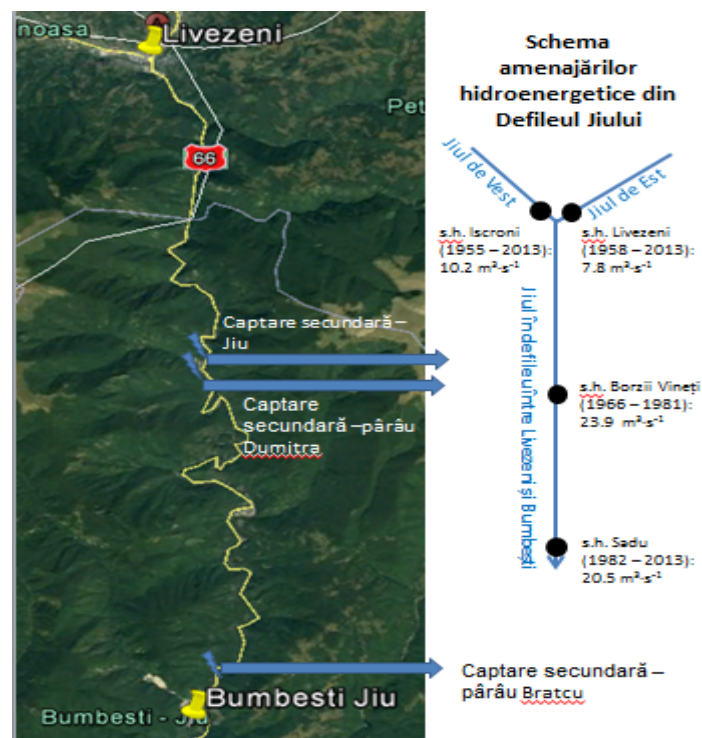 noasa
Livezeni
Pet
66
Captare secundară –
Jiu
Captare
secundară –pârâu
Dumitra
Bumbesti Jiu
Bumbesti - Jiu
Schema
amenajărilor
hidroenergetice din
Defileul Jiului
Jiul de Vest
Jiul de Est
s.h. Iscroni
(1955 – 2013):
10.2 m³·s⁻¹
s.h. Livezeni
(1958 – 2013):
7.8 m³·s⁻¹
Jiul în defileu între Livezeni și Bumbești
s.h. Borzii Vineți
(1966 – 1981):
23.9 m³·s⁻¹
s.h. Sadu
(1982 – 2013):
20.5 m³·s⁻¹
Captare secundară –
pârâu Bratcu